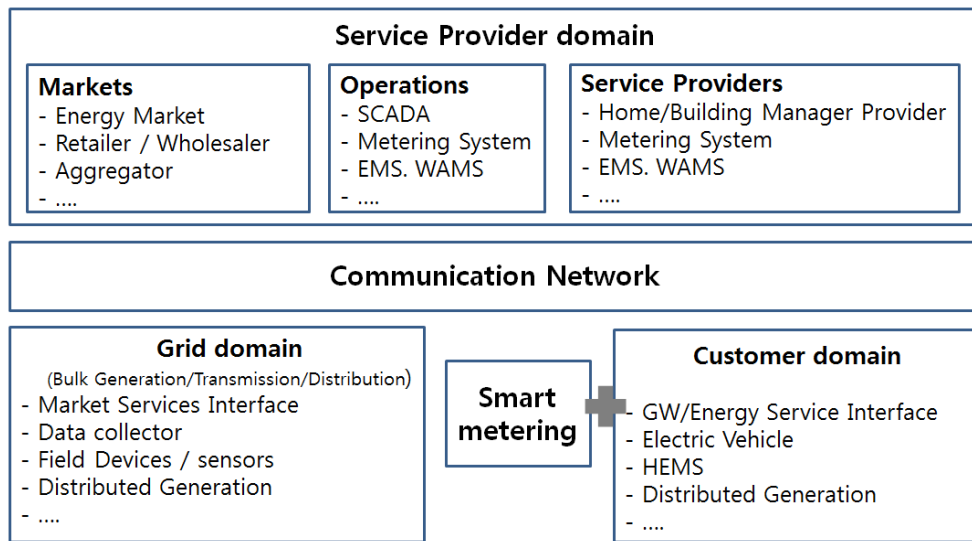 Service Provider domain
Markets
- Energy Market
- Retailer / Wholesaler
- Aggregator
- ....
Operations
- SCADA
- Metering System
- EMS. WAMS
- ....
Service Providers
- Home/Building Manager Provider
- Metering System
- EMS. WAMS
- ....
Communication Network
Grid domain
(Bulk Generation/Transmission/Distribution)
- Market Services Interface
- Data collector
- Field Devices / sensors
- Distributed Generation
- ....
Smart
metering
Customer domain
- GW/Energy Service Interface
- Electric Vehicle
- HEMS
- Distributed Generation
- ....